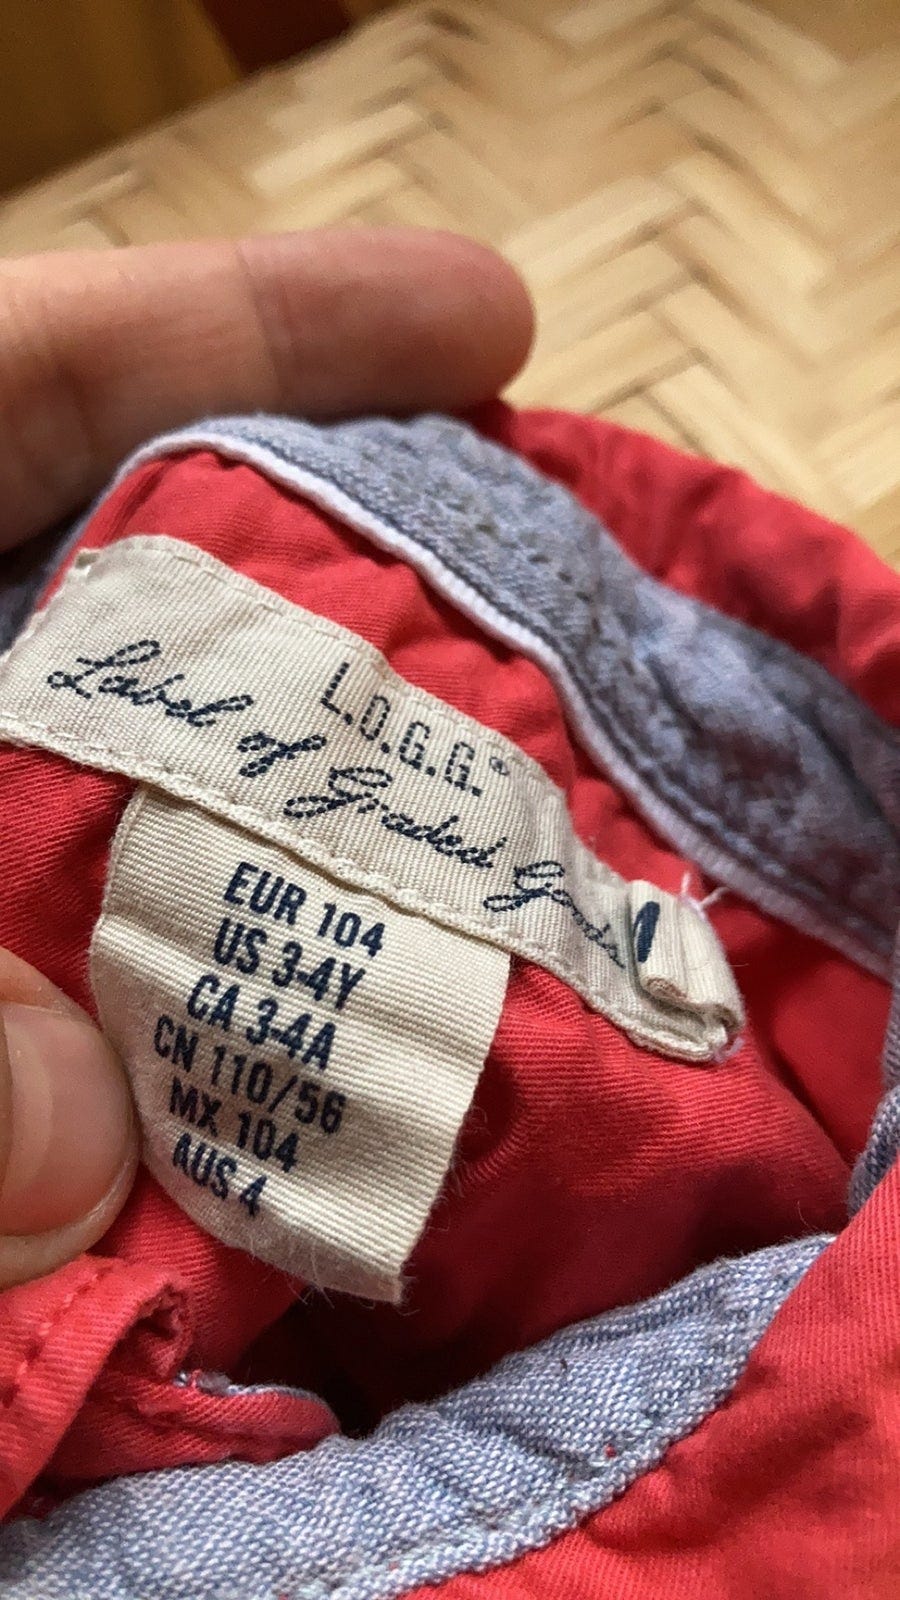 L.O.G.G.®
Label of Graded Goods
EUR 104
US 3-4Y
CA 3-4A
CN 110/56
MX 104
AUS 4